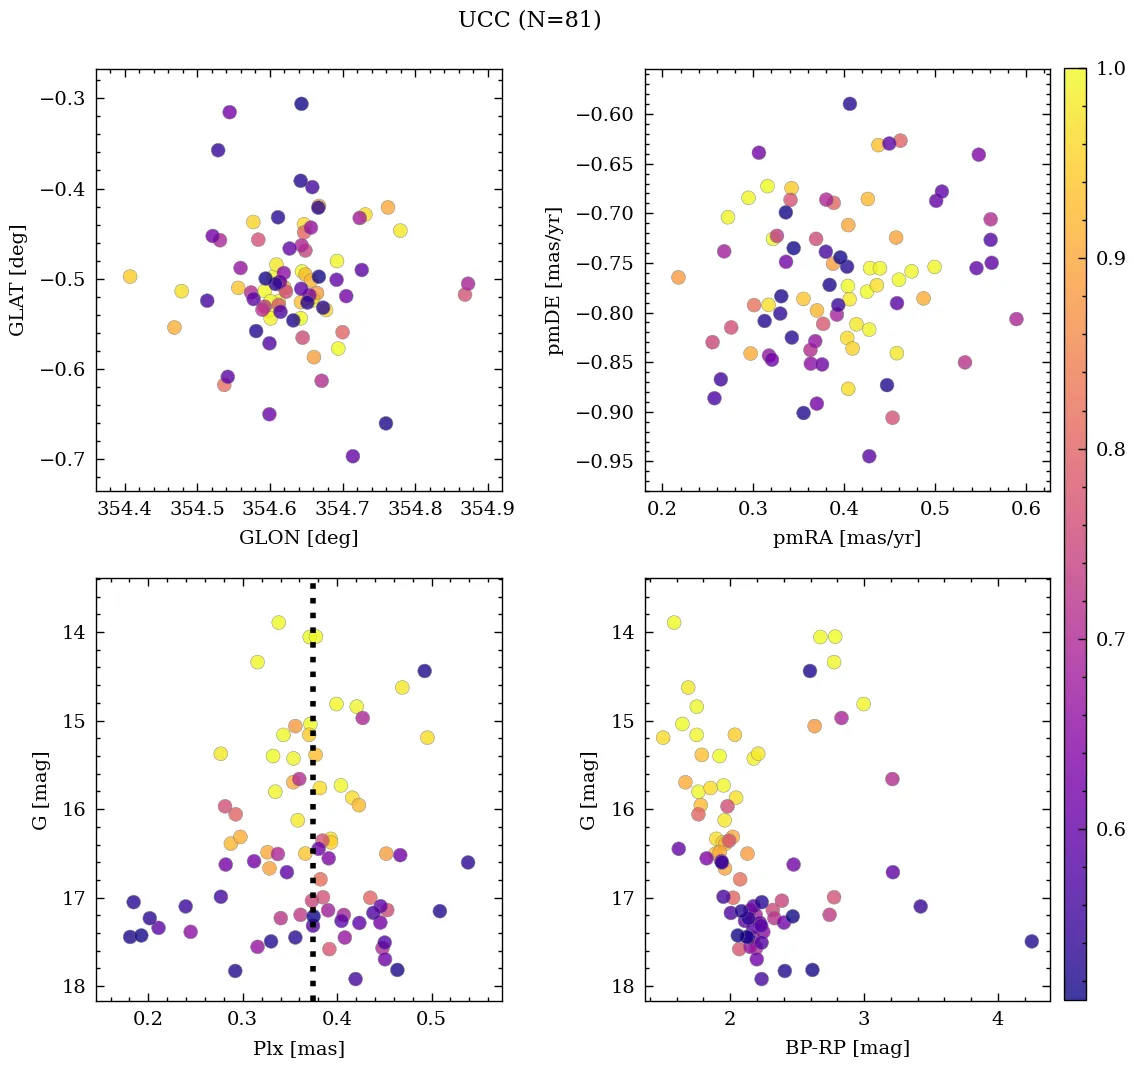 UCC (N=81)
−0.3
−0.4
−0.5
−0.6
−0.7
GLAT [deg]
354.4 354.5 354.6 354.7 354.8 354.9
GLON [deg]
−0.60
−0.65
−0.70
−0.75
−0.80
−0.85
−0.90
−0.95
pmDE [mas/yr]
0.2 0.3 0.4 0.5 0.6
pmRA [mas/yr]
1.0
0.9
0.8
0.7
0.6
14
15
16
17
18
G [mag]
0.2 0.3 0.4 0.5
Plx [mas]
14
15
16
17
18
G [mag]
2 3 4
BP-RP [mag]